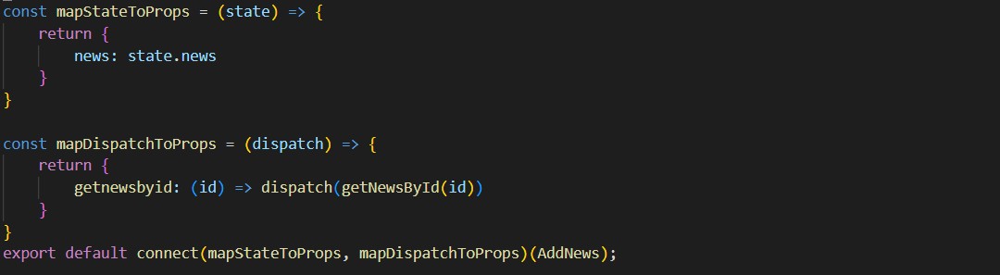 const mapStateToProps = (state) => {
    return {
        news: state.news
    }
}

const mapDispatchToProps = (dispatch) => {
    return {
        getnewsbyid: (id) => dispatch(getNewsById(id))
    }
}
export default connect(mapStateToProps, mapDispatchToProps)(AddNews);